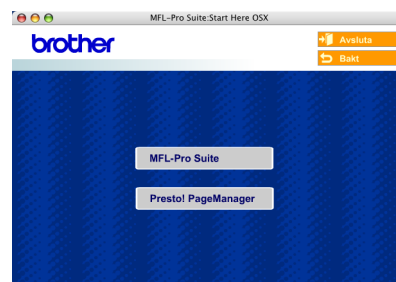 MFL-Pro Suite:Start Here OSX
brother
Avsluta
Bakt
MFL-Pro Suite
Presto! PageManager